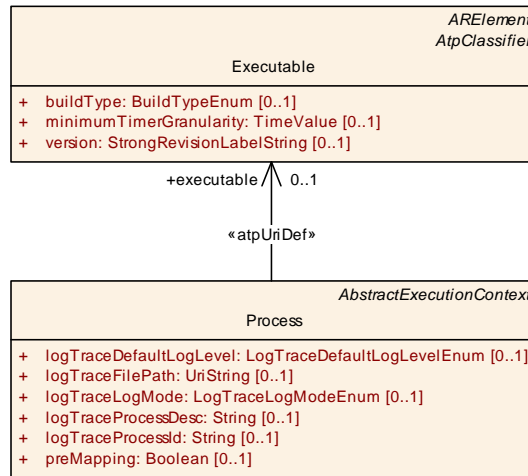 ARElement
AtpClassifier
Executable
+ buildType: BuildTypeEnum [0..1]
+ minimumTimerGranularity: TimeValue [0..1]
+ version: StrongRevisionLabelString [0..1]
+executable 0..1
«atpUriDef»
AbstractExecutionContext
Process
+ logTraceDefaultLogLevel: LogTraceDefaultLogLevelEnum [0..1]
+ logTraceFilePath: UriString [0..1]
+ logTraceLogMode: LogTraceLogModeEnum [0..1]
+ logTraceProcessDesc: String [0..1]
+ logTraceProcessId: String [0..1]
+ preMapping: Boolean [0..1]